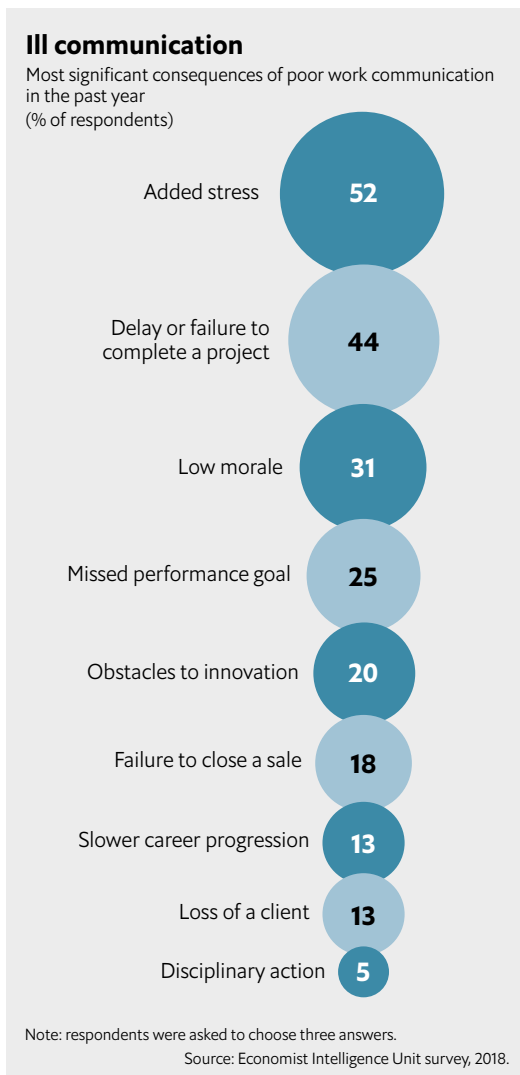 Ill communication
Most significant consequences of poor work communication
in the past year
(% of respondents)
Added stress
52
Delay or failure to
complete a project
44
Low morale
31
Missed performance goal
25
Obstacles to innovation
20
Failure to close a sale
18
Slower career progression
13
Loss of a client
13
Disciplinary action
5
Note: respondents were asked to choose three answers.
Source: Economist Intelligence Unit survey, 2018.